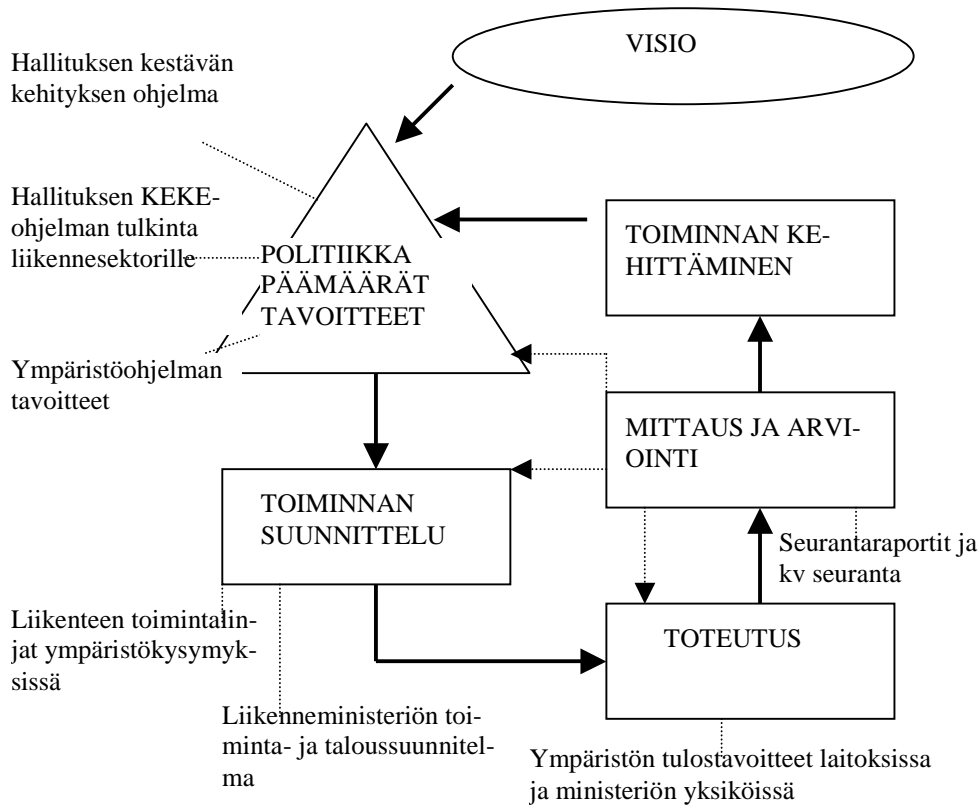 VISIO
Hallituksen kestävän
kehityksen ohjelma
Hallituksen KEKE-
ohjelman tulkinta
liikennesektorille
POLITIIKKA
PÄÄMÄÄRÄT
TAVOITTEET
TOIMINNAN KE-
HITTÄMINEN
Ympäristöohjelman
tavoitteet
MITTAUS JA ARVI-
OINTI
TOIMINNAN
SUUNNITTELU
Seurantaraportit ja
kv seuranta
Liikenteen toimintalin-
jat ympäristökysymyk-
sissä
TOTEUTUS
Liikenneministeriön toi-
minta- ja taloussuunnitel-
ma
Ympäristön tulostavoitteet laitoksissa
ja ministeriön yksiköissä